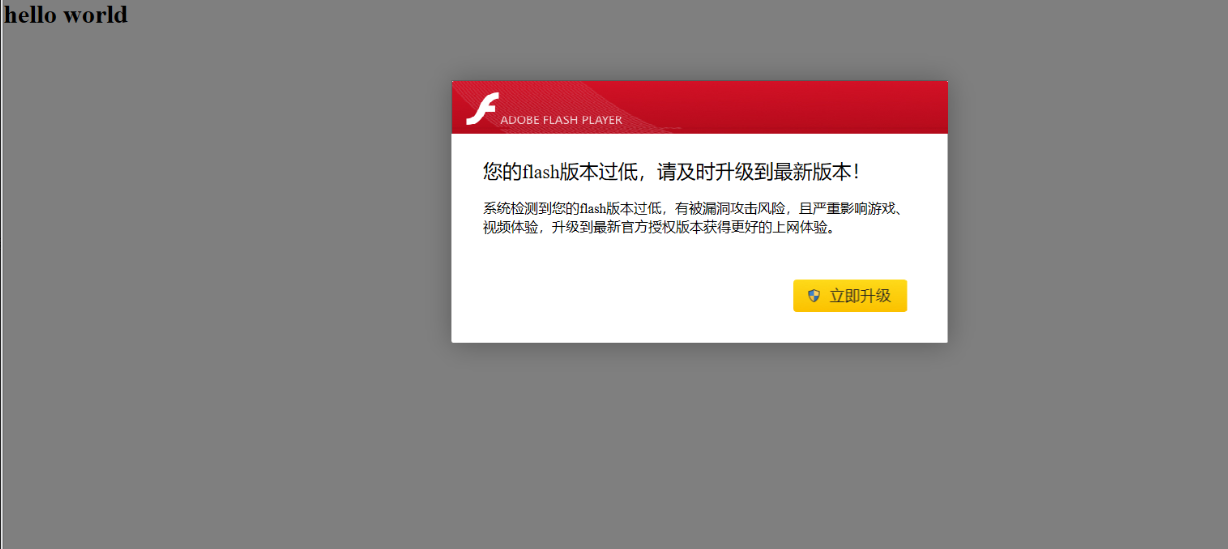 hello world
ADOBE FLASH PLAYER
您的flash版本过低，请及时升级到最新版本！
系统检测到您的flash版本过低，有被漏洞攻击风险，且严重影响游戏、
视频体验，升级到最新官方授权版本获得更好的上网体验。
立即升级